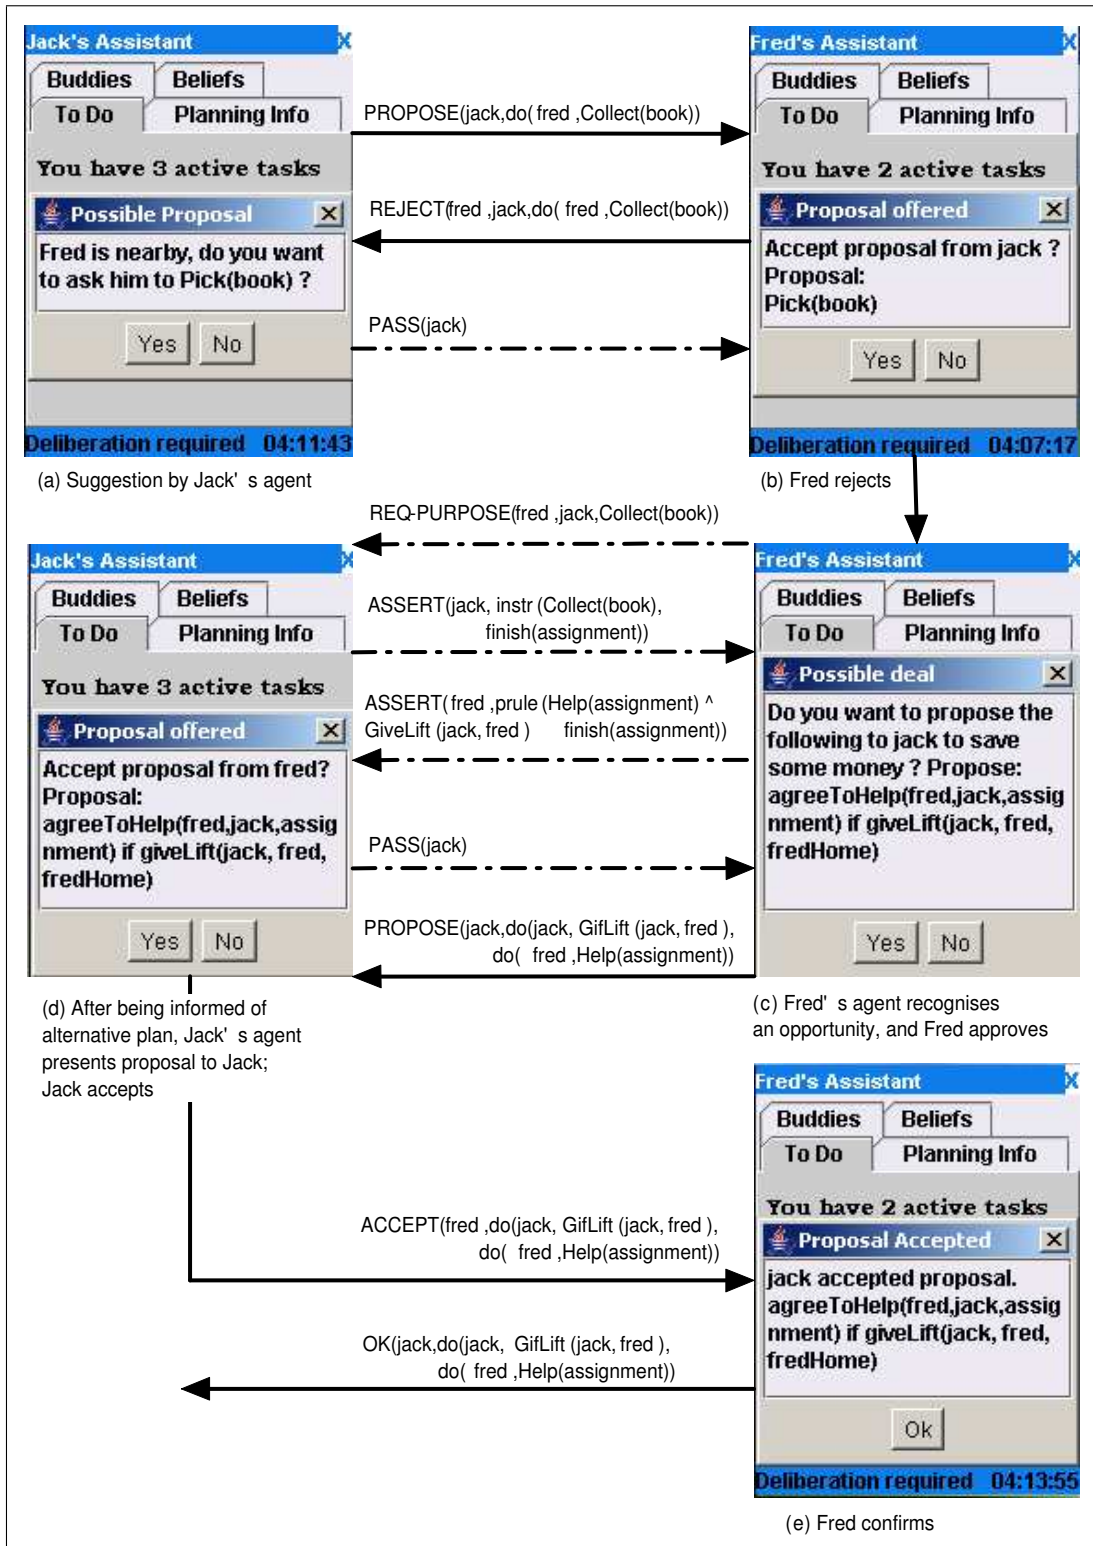 Jack's Assistant X
Buddies Beliefs
To Do Planning Info
You have 3 active tasks
Possible Proposal
Fred is nearby, do you want
to ask him to Pick(book) ?
Yes No
Deliberation required 04:11:43
(a) Suggestion by Jack' s agent
PROPOSE(jack,do( fred ,Collect(book))
REJECT(fred ,jack,do( fred ,Collect(book))
PASS(jack)
Fred's Assistant X
Buddies Beliefs
To Do Planning Info
You have 2 active tasks
Proposal offered
Accept proposal from jack ?
Proposal:
Pick(book)
Yes No
Deliberation required 04:07:17
(b) Fred rejects
REQ-PURPOSE(fred ,jack,Collect(book))
ASSERT(jack, instr (Collect(book),
finish(assignment))
ASSERT( fred ,prule (Help(assignment) ^
GiveLift (jack, fred ) finish(assignment))
PASS(jack)
PROPOSE(jack,do(jack, GifLift (jack, fred ),
do( fred ,Help(assignment))
Fred's Assistant X
Buddies Beliefs
To Do Planning Info
Possible deal
Do you want to propose the
following to jack to save
some money ? Propose:
agreeToHelp(fred,jack,assig
nment) if giveLift(jack, fred,
fredHome)
Yes No
(c) Fred' s agent recognises
an opportunity, and Fred approves
Jack's Assistant X
Buddies Beliefs
To Do Planning Info
You have 3 active tasks
Proposal offered
Accept proposal from fred?
Proposal:
agreeToHelp(fred,jack,assig
nment) if giveLift(jack, fred,
fredHome)
Yes No
(d) After being informed of
alternative plan, Jack' s agent
presents proposal to Jack;
Jack accepts
ACCEPT(fred ,do(jack, GifLift (jack, fred ),
do( fred ,Help(assignment))
OK(jack,do(jack, GifLift (jack, fred ),
do( fred ,Help(assignment))
Fred's Assistant X
Buddies Beliefs
To Do Planning Info
You have 2 active tasks
Proposal Accepted
jack accepted proposal.
agreeToHelp(fred,jack,assig
nment) if giveLift(jack, fred,
fredHome)
Ok
Deliberation required 04:13:55
(e) Fred confirms